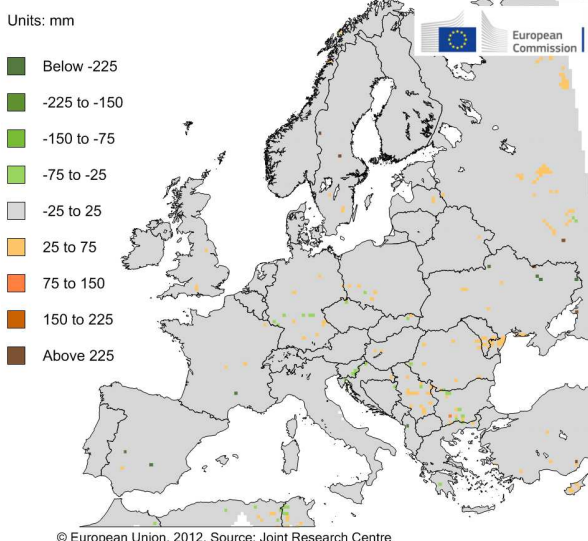 Units: mm
European
Commission
Below -225
-225 to -150
-150 to -75
-75 to -25
-25 to 25
25 to 75
75 to 150
150 to 225
Above 225
© European Union, 2012. Source: Joint Research Centre